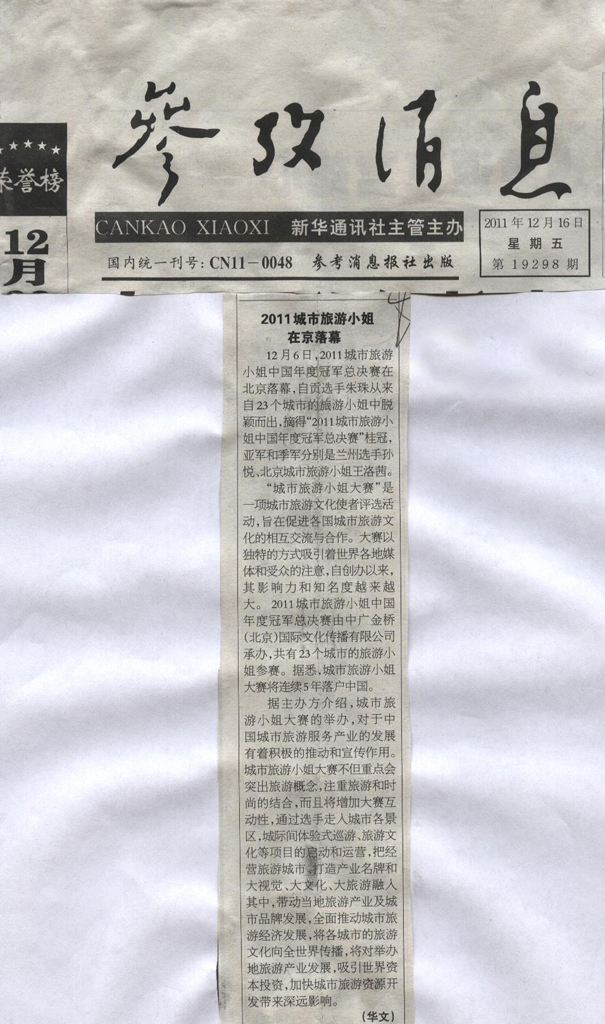 参考消息
★★★★★
荣誉榜
12
月
CANKAO XIAOXI 新华通讯社主管主办
国内统一刊号:CN11-0048 参考消息报社出版
2011年12月16日
星期五
第19298期
2011城市旅游小姐
在京落幕
12月6日,2011城市旅游
小姐中国年度冠军总决赛在
北京落幕,自贡选手朱珠从来
自23个城市的旅游小姐中脱
颖而出,摘得“2011城市旅游小
姐中国年度冠军总决赛”桂冠,
亚军和季军分别是兰州选手孙
悦、北京城市旅游小姐王洛茜。
“城市旅游小姐大赛”是
一项城市旅游文化使者评选活
动,旨在促进各国城市旅游文
化的相互交流与合作。大赛以
独特的方式吸引着世界各地媒
体和受众的注意,自创办以来,
其影响力和知名度越来越
大。2011城市旅游小姐中国
年度冠军总决赛由中广金桥
(北京)国际文化传播有限公司
承办,共有23个城市的旅游小
姐参赛。据悉,城市旅游小姐
大赛将连续5年落户中国。
据主办方介绍,城市旅
游小姐大赛的举办,对于中
国城市旅游服务产业的发展
有着积极的推动和宣传作用。
城市旅游小姐大赛不但重点会
突出旅游概念,注重旅游和时
尚的结合,而且将增加大赛互
动性,通过选手走入城市各景
区,城际间体验式巡游、旅游文
化等项目的启动和运营,把经
营旅游城市,打造产业名牌和
大视觉、大文化、大旅游融入
其中,带动当地旅游产业及城
市品牌发展,全面推动城市旅
游经济发展,将各城市的旅游
文化向全世界传播,将对举办
地旅游产业发展,吸引世界资
本投资,加快城市旅游资源开
发带来深远影响。
(华文)